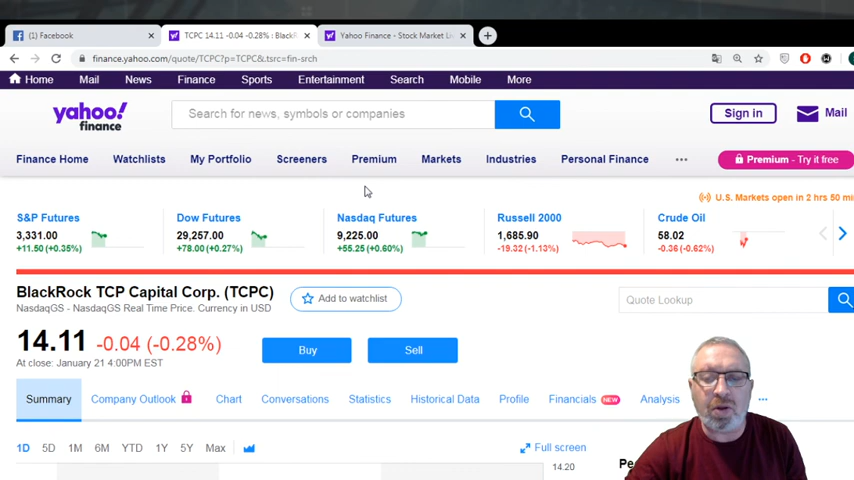 (1) Facebook
TCPC 14.11 -0.04 -0.28% : BlackR
Yahoo Finance - Stock Market Live
finance.yahoo.com/quote/TCPC?p=TCPC&.tsrc=fin-srch
Home Mail News Finance Sports Entertainment Search Mobile More
yahoo!
finance
Search for news, symbols or companies
Sign in
Mail
Finance Home Watchlists My Portfolio Screeners Premium Markets Industries Personal Finance ... Premium - Try it free
U.S. Markets open in 2 hrs 50 min
S&P Futures Dow Futures Nasdaq Futures Russell 2000 Crude Oil
3,331.00 29,257.00 9,225.00 1,685.90 58.02
+11.50 (+0.35%) +78.00 (+0.27%) +55.25 (+0.60%) -19.32 (-1.13%) -0.36 (-0.62%)
BlackRock TCP Capital Corp. (TCPC)
NasdaqGS - NasdaqGS Real Time Price. Currency in USD
Add to watchlist
Quote Lookup
14.11 -0.04 (-0.28%)
At close: January 21 4:00PM EST
Buy
Sell
Summary Company Outlook Chart Conversations Statistics Historical Data Profile Financials NEW Analysis ...
1D 5D 1M 6M YTD 1Y 5Y Max
Full screen
14.20
Pe